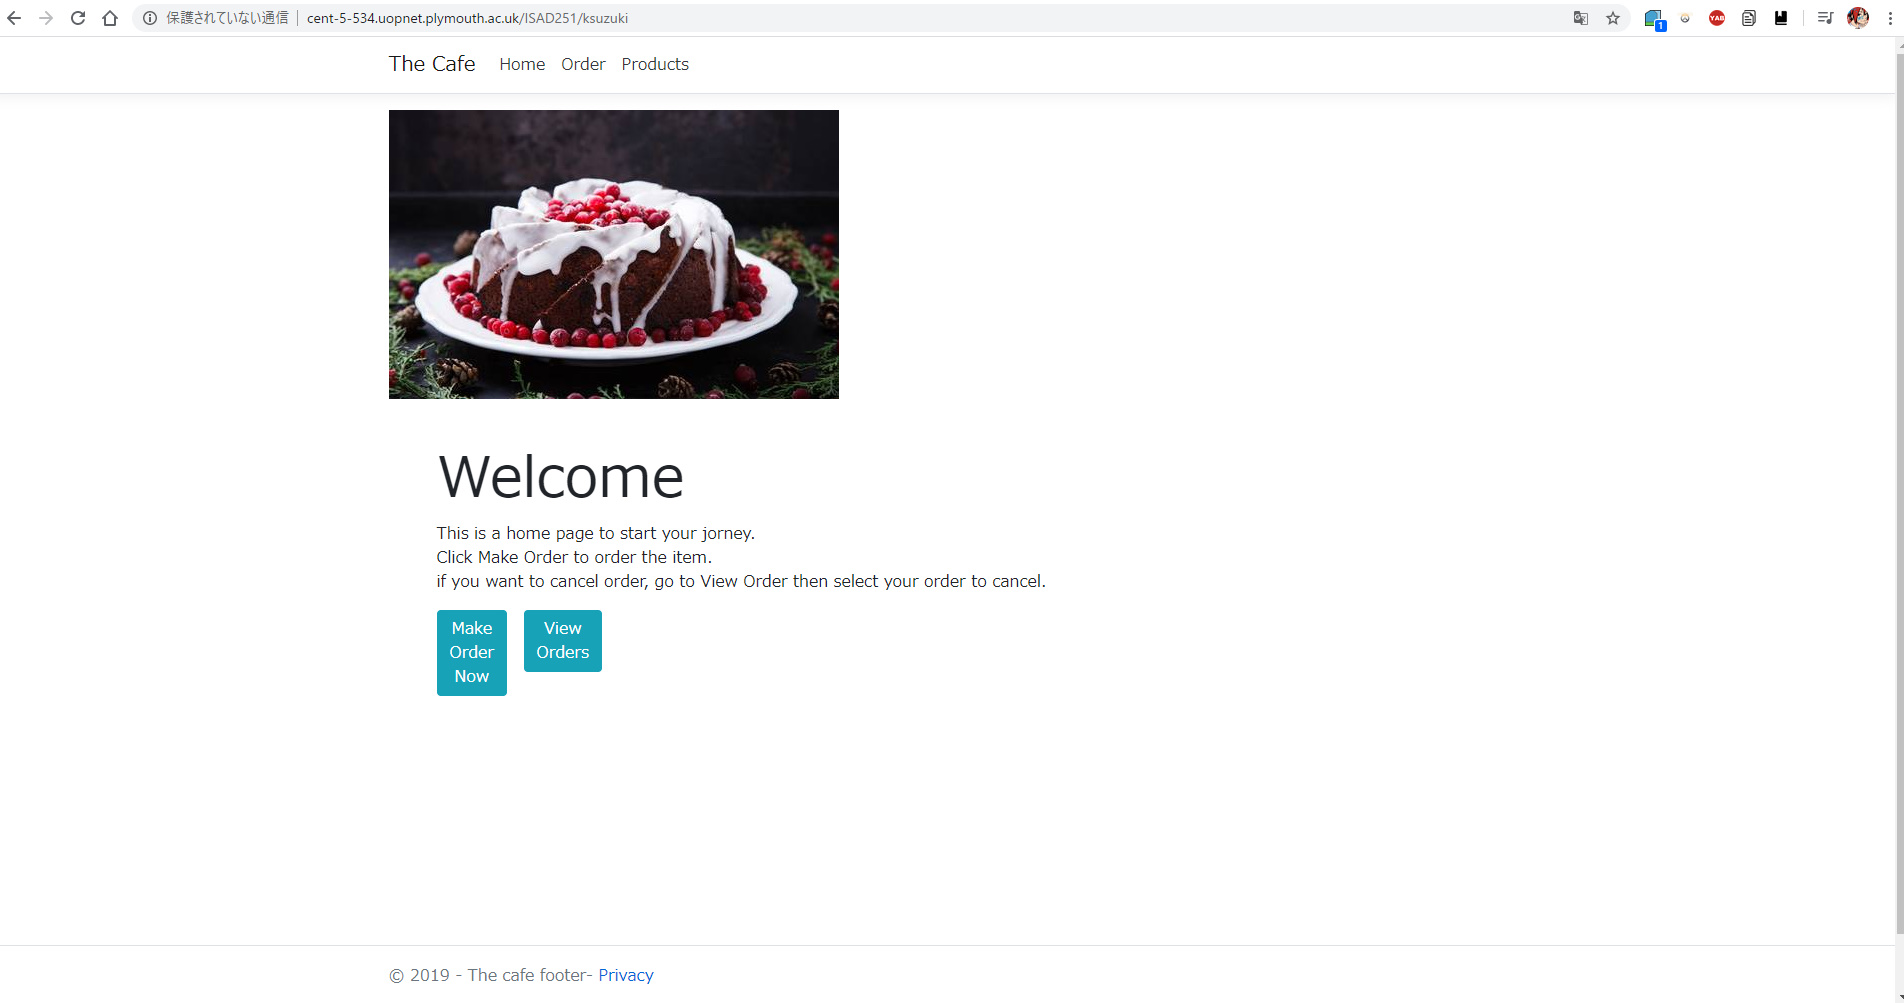 保護されていない通信 | cent-5-534.uopnet.plymouth.ac.uk/ISAD251/ksuzuki
1
YAB
The Cafe Home Order Products
Welcome
This is a home page to start your jorney.
Click Make Order to order the item.
if you want to cancel order, go to View Order then select your order to cancel.
Make
Order
Now
View
Orders
© 2019 - The cafe footer- Privacy